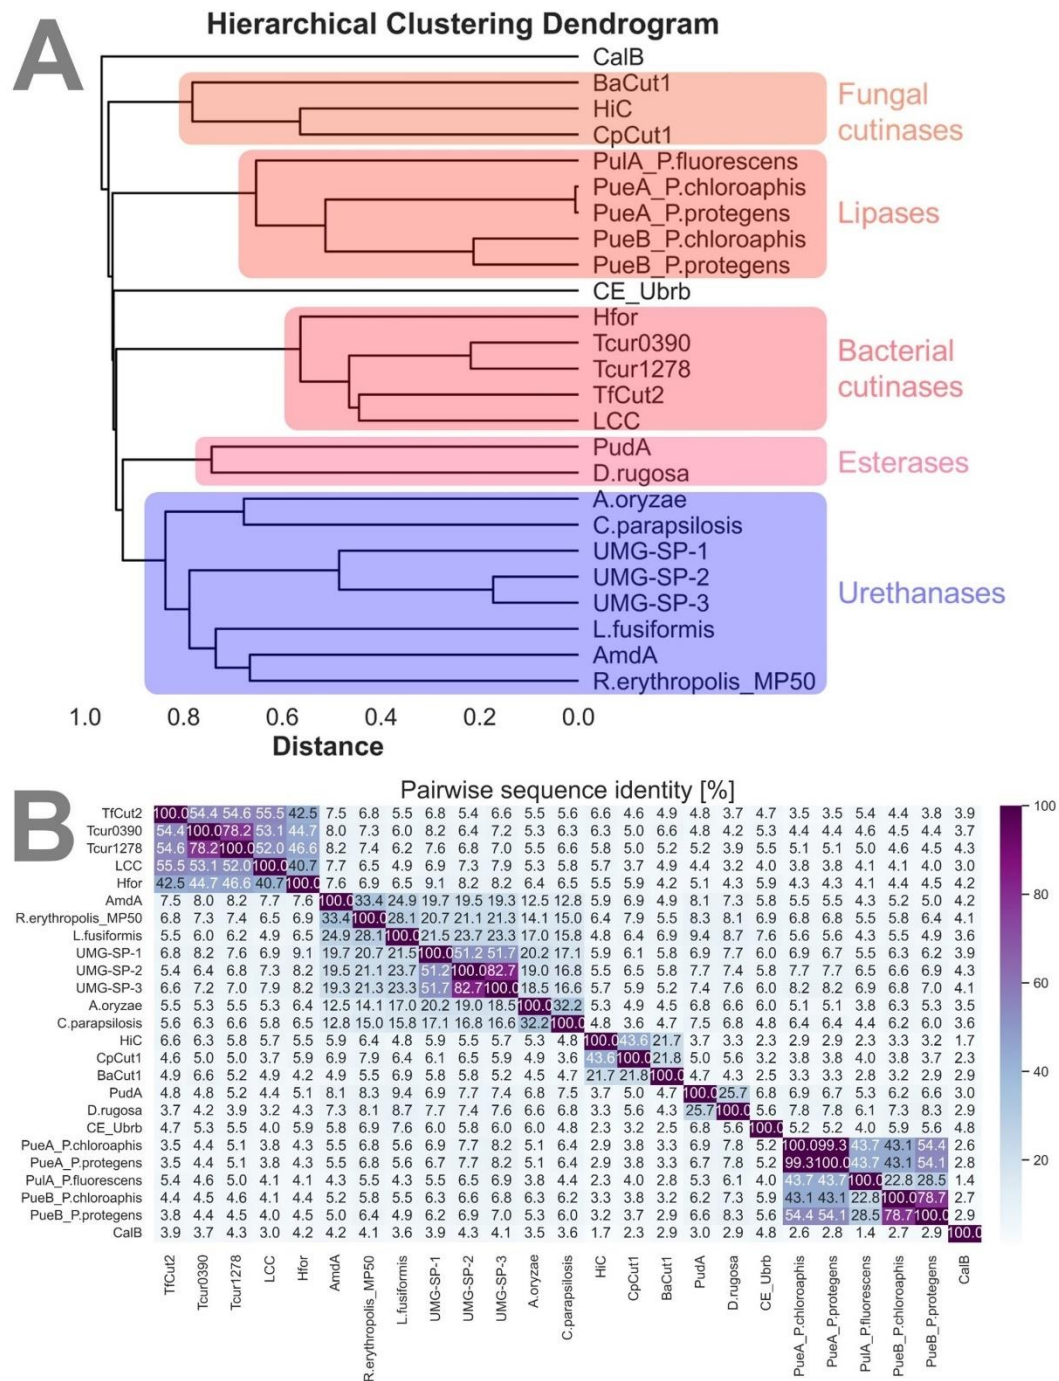 A
Hierarchical Clustering Dendrogram
CalB
BaCut1
HiC
CpCut1
Fungal
cutinases
PulA_P.fluorescens
PueA_P.chloroaphis
PueA_P.protegens
PueB_P.chloroaphis
PueB_P.protegens
Lipases
CE_Ubrb
Hfor
Tcur0390
Tcur1278
TfCut2
LCC
Bacterial
cutinases
PudA
D.rugosa
Esterases
A.oryzae
C.parapsilosis
UMG-SP-1
UMG-SP-2
UMG-SP-3
L.fusiformis
AmdA
R.erythropolis_MP50
Urethanases
1.0 0.8 0.6 0.4 0.2 0.0
Distance
B
Pairwise sequence identity [%]
TfCut2 100.0 54.4 54.6 55.5 42.5 7.5 6.8 5.5 6.8 5.4 6.6 5.5 5.6 6.6 4.6 4.9 4.8 3.7 4.7 3.5 3.5 5.4 4.4 3.8 3.9
Tcur0390 54.4 100.0 78.2 53.1 44.7 8.0 7.3 6.0 8.2 6.4 7.2 5.3 6.3 6.3 5.0 6.6 4.8 4.2 5.3 4.4 4.4 4.6 4.5 4.4 3.7
Tcur1278 54.6 78.2 100.0 52.0 46.6 8.2 7.4 6.2 7.6 6.8 7.0 5.5 6.6 5.8 5.0 5.2 5.2 3.9 5.5 5.1 5.1 5.0 4.6 4.5 4.3
LCC 55.5 53.1 52.0 100.0 40.7 7.7 6.5 4.9 6.9 7.3 7.9 5.3 5.8 5.7 3.7 4.9 4.4 3.2 4.0 3.8 3.8 4.1 4.1 4.0 3.0
Hfor 42.5 44.7 46.6 40.7 100.0 7.6 6.9 6.5 9.1 8.2 8.2 6.4 6.5 5.5 5.9 4.2 5.1 4.3 5.9 4.3 4.3 4.1 4.4 4.5 4.2
AmdA 7.5 8.0 8.2 7.7 7.6 100.0 33.4 24.9 19.7 19.5 19.3 12.5 12.8 5.9 6.9 4.9 8.1 7.3 5.8 5.5 5.5 4.3 5.2 5.0 4.2
R.erythropolis_MP50 6.8 7.3 7.4 6.5 6.9 33.4 100.0 28.1 20.7 21.1 21.3 14.1 15.0 6.4 7.9 5.5 8.3 8.1 6.9 6.8 6.8 5.5 5.8 6.4 4.1
L.fusiformis 5.5 6.0 6.2 4.9 6.5 24.9 28.1 100.0 21.5 23.7 23.3 17.0 15.8 4.8 6.4 6.9 9.4 8.7 7.6 5.6 5.6 4.3 5.5 4.9 3.6
UMG-SP-1 6.8 8.2 7.6 6.9 9.1 19.7 20.7 21.5 100.0 51.2 51.7 20.2 17.1 5.9 6.1 5.8 6.9 7.7 6.0 6.9 6.7 4.5 6.3 6.2 3.9
UMG-SP-2 5.4 6.4 6.8 7.3 8.2 19.5 21.1 23.7 51.2 100.0 82.7 19.0 16.8 5.5 6.5 5.8 7.7 7.4 5.8 7.7 7.7 6.5 6.6 6.9 4.3
UMG-SP-3 6.6 7.2 7.0 7.9 8.2 19.3 21.3 23.3 51.7 82.7 100.0 18.5 16.6 5.7 5.9 5.2 7.4 7.6 6.0 8.2 8.2 6.9 6.8 7.0 4.1
A.oryzae 5.5 5.3 5.5 5.3 6.4 12.5 14.1 17.0 20.2 19.0 18.5 100.0 32.2 5.3 4.9 4.5 6.8 6.6 6.0 5.1 5.1 3.8 6.3 5.3 3.5
C.parapsilosis 5.6 6.3 6.6 5.8 6.5 12.8 15.0 15.8 17.1 16.8 16.6 32.2 100.0 4.8 3.6 4.7 7.5 6.8 4.8 6.4 6.4 4.4 6.2 6.0 3.6
HiC 6.6 6.3 5.8 5.7 5.5 5.9 6.4 4.8 5.9 5.5 5.7 5.3 4.8 100.0 43.6 21.7 3.7 3.3 2.3 2.9 2.9 2.3 3.3 3.2 1.7
CpCut1 4.6 5.0 5.0 3.7 5.9 6.9 7.9 6.4 6.1 6.5 5.9 4.9 3.6 43.6 100.0 21.8 5.0 5.6 3.2 3.8 3.8 4.0 3.8 3.7 2.3
BaCut1 4.9 6.6 5.2 4.9 4.2 4.9 5.5 6.9 5.8 5.8 5.2 4.5 4.7 21.7 21.8 100.0 4.7 4.3 2.5 3.3 3.3 2.8 3.2 2.9 2.9
PudA 4.8 4.8 5.2 4.4 5.1 8.1 8.3 9.4 6.9 7.7 7.4 6.8 7.5 3.7 5.0 4.7 100.0 25.7 6.8 6.9 6.7 5.3 6.2 6.6 3.0
D.rugosa 3.7 4.2 3.9 3.2 4.3 7.3 8.1 8.7 7.7 7.4 7.6 6.6 6.8 3.3 5.6 4.3 25.7 100.0 5.6 7.8 7.8 6.1 7.3 8.3 2.9
CE_Ubrb 4.7 5.3 5.5 4.0 5.9 5.8 6.9 7.6 6.0 5.8 6.0 6.0 4.8 2.3 3.2 2.5 6.8 5.6 100.0 5.2 5.2 4.0 5.9 5.6 4.8
PueA_P.chloroaphis 3.5 4.4 5.1 3.8 4.3 5.5 6.8 5.6 6.9 7.7 8.2 5.1 6.4 2.9 3.8 3.3 6.9 7.8 5.2 100.0 99.3 43.7 43.1 54.4 2.6
PueA_P.protegens 3.5 4.4 5.1 3.8 4.3 5.5 6.8 5.6 6.7 7.7 8.2 5.1 6.4 2.9 3.8 3.3 6.7 7.8 5.2 99.3 100.0 43.7 43.1 54.1 2.8
PulA_P.fluorescens 5.4 4.6 5.0 4.1 4.1 4.3 5.5 4.3 4.5 6.5 6.9 3.8 4.4 2.3 4.0 2.8 5.3 6.1 4.0 43.7 43.7 100.0 22.8 28.5 1.4
PueB_P.chloroaphis 4.4 4.5 4.6 4.1 4.4 5.2 5.8 5.5 6.3 6.6 6.8 6.3 6.2 3.3 3.8 3.2 6.2 7.3 5.9 43.1 43.1 22.8 100.0 78.7 2.7
PueB_P.protegens 3.8 4.4 4.5 4.0 4.5 5.0 6.4 4.9 6.2 6.9 7.0 5.3 6.0 3.2 3.7 2.9 6.6 8.3 5.6 54.4 54.1 28.5 78.7 100.0 2.9
CalB 3.9 3.7 4.3 3.0 4.2 4.2 4.1 3.6 3.9 4.3 4.1 3.5 3.6 1.7 2.3 2.9 3.0 2.9 4.8 2.6 2.8 1.4 2.7 2.9 100.0
TfCut2
Tcur0390
Tcur1278
LCC
Hfor
AmdA
R.erythropolis_MP50
L.fusiformis
UMG-SP-1
UMG-SP-2
UMG-SP-3
A.oryzae
C.parapsilosis
HiC
CpCut1
BaCut1
PudA
D.rugosa
CE_Ubrb
PueA_P.chloroaphis
PueA_P.protegens
PulA_P.fluorescens
PueB_P.chloroaphis
PueB_P.protegens
CalB
100
80
60
40
20